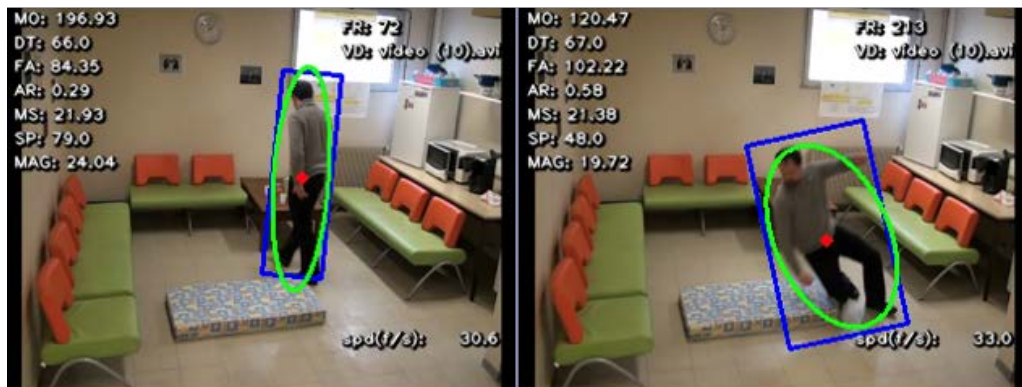 MO: 196.93
DT: 66.0
FA: 84.35
AR: 0.29
MS: 21.93
SP: 79.0
MAG: 24.04
FR: 72
VD: video (10).avi
spd(f/s): 30.6
MO: 120.47
DT: 67.0
FA: 102.22
AR: 0.58
MS: 21.38
SP: 48.0
MAG: 19.72
FR: 213
VD: video (10).avi
spd(f/s): 33.0